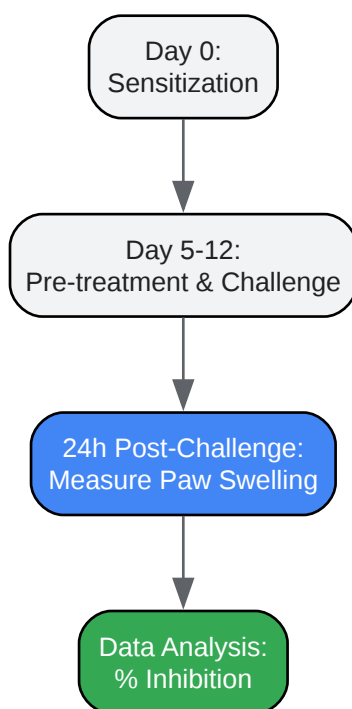 Day 0:
Sensitization
Day 5-12:
Pre-treatment & Challenge
24h Post-Challenge:
Measure Paw Swelling
Data Analysis:
% Inhibition